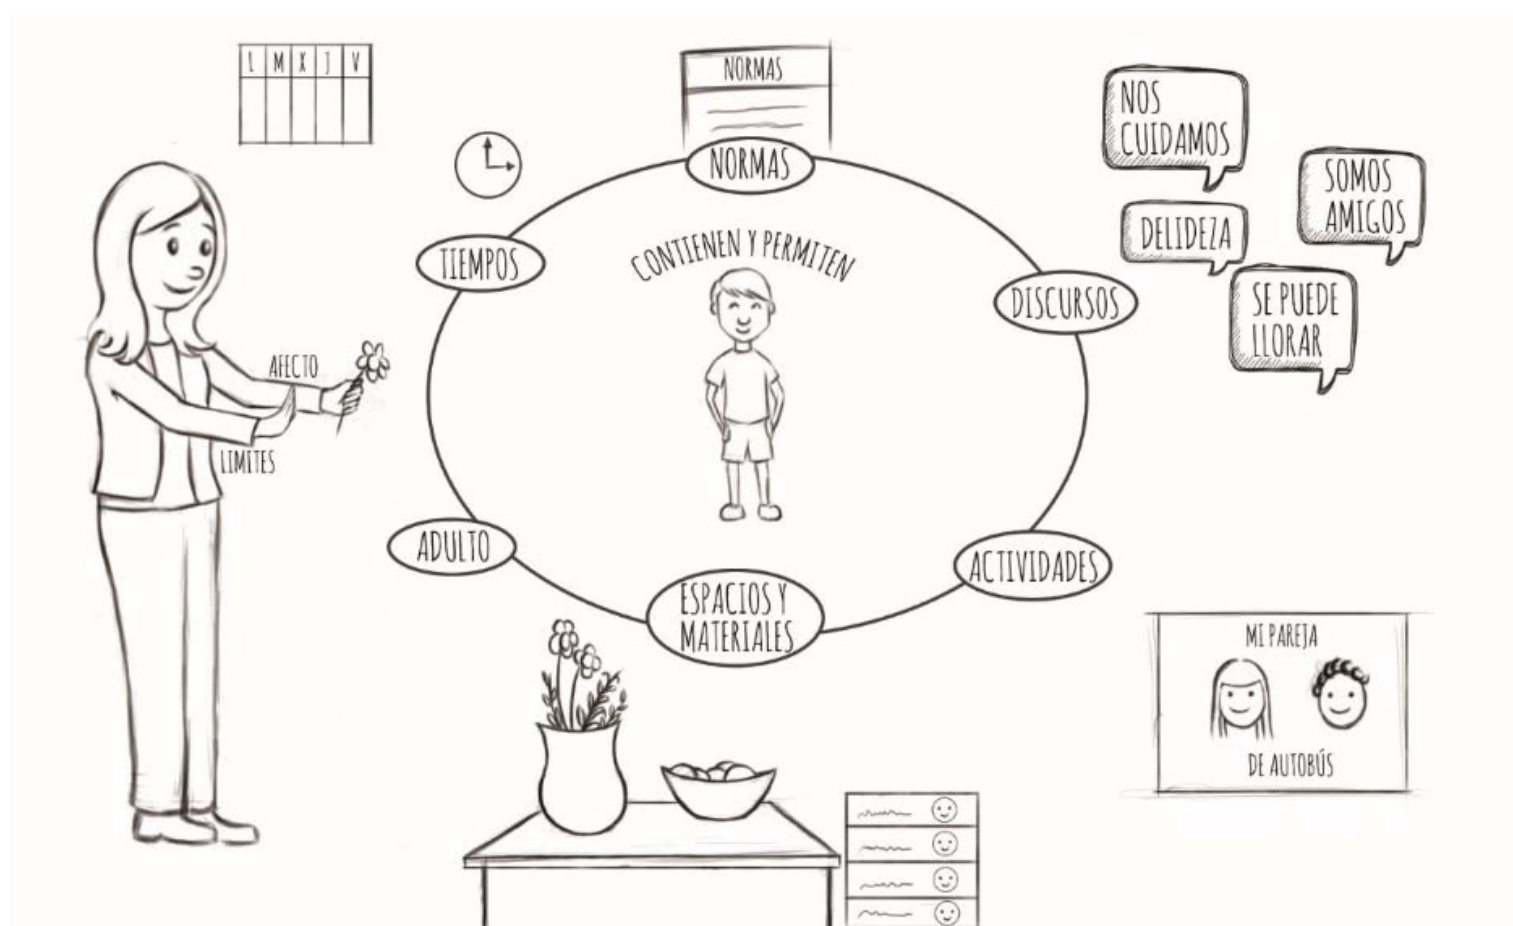 L M X J V
NORMAS
NORMAS
TIEMPOS
CONTIENEN Y PERMITEN
DISCURSOS
NOS
CUIDAMOS
SOMOS
AMIGOS
DELIDEZA
SE PUEDE
LLORAR
AFECTO
LIMITES
ADULTO
ESPACIOS Y
MATERIALES
ACTIVIDADES
MI PAREJA
DE AUTOBÚS